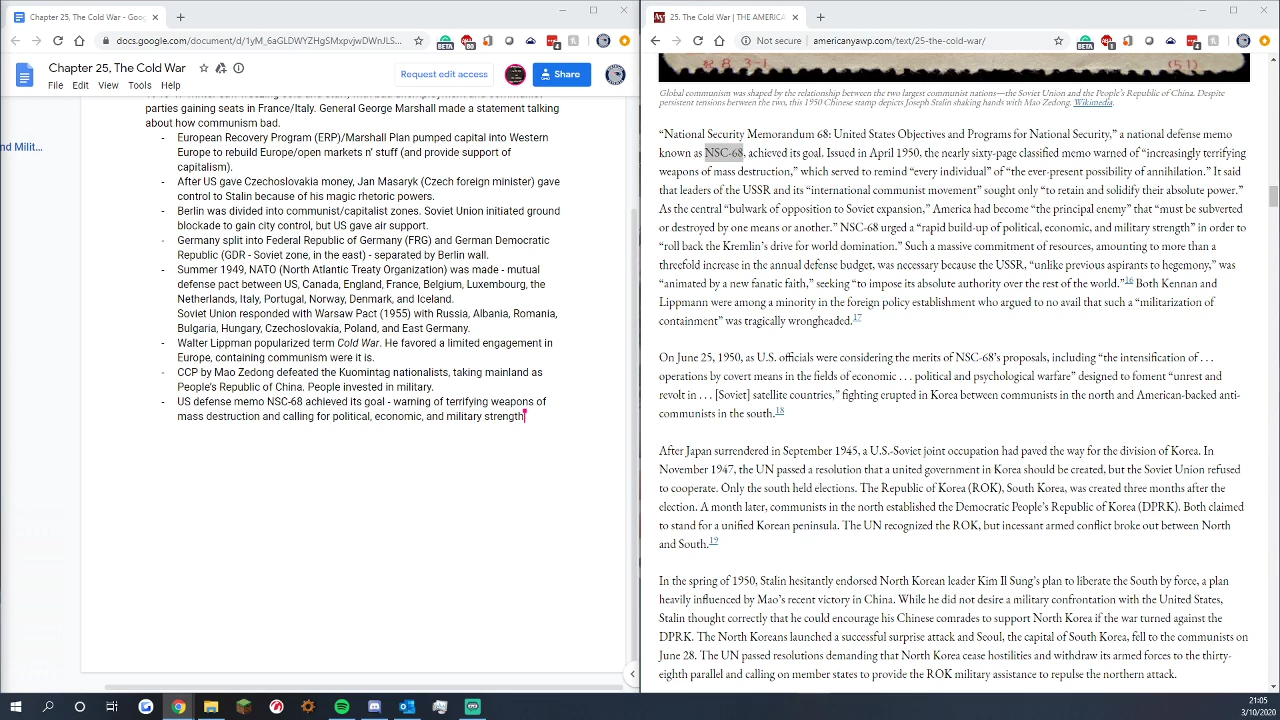 Chapter 25, The Cold War - Goog
docs.google.com/document/d/1yM_6aGLDWYZHgSMxpvjwDWnJLS...
BETA
80
4
Chapter 25, The Cold War
File Edit View Tools Help
Request edit access
Share
nd Milit...
parties gaining seats in France/Italy. General George Marshall made a statement talking
about how communism bad.
- European Recovery Program (ERP)/Marshall Plan pumped capital into Western
Europe to rebuild Europe/open markets n' stuff (and provide support of
capitalism).
- After US gave Czechoslovakia money, Jan Masaryk (Czech foreign minister) gave
control to Stalin because of his magic rhetoric powers.
- Berlin was divided into communist/capitalist zones. Soviet Union initiated ground
blockade to gain city control, but US gave air support.
- Germany split into Federal Republic of Germany (FRG) and German Democratic
Republic (GDR - Soviet zone, in the east) - separated by Berlin wall.
- Summer 1949, NATO (North Atlantic Treaty Organization) was made - mutual
defense pact between US, Canada, England, France, Belgium, Luxembourg, the
Netherlands, Italy, Portugal, Norway, Denmark, and Iceland.
Soviet Union responded with Warsaw Pact (1955) with Russia, Albania, Romania,
Bulgaria, Hungary, Czechoslovakia, Poland, and East Germany.
- Walter Lippman popularized term Cold War. He favored a limited engagement in
Europe, containing communism were it is.
- CCP by Mao Zedong defeated the Kuomintag nationalists, taking mainland as
People's Republic of China. People invested in military.
- US defense memo NSC-68 achieved its goal - warning of terrifying weapons of
mass destruction and calling for political, economic, and military strength
25. The Cold War | THE AMERICA
Not secure | americanyawp.com/text/25-the-cold-war/
BETA
1
4
Global communism was shaped by the relationship between the two largest communist nations—the Soviet Union and the People's Republic of China. Despite
persistent tensions between the two, this 1950 Chinese stamp depicts Joseph Stalin shaking hands with Mao Zedong. Wikimedia.
“National Security Memorandum 68: United States Objectives and Programs for National Security,” a national defense memo
known as NSC-68, achieved its goal. Issued in April 1950, the nearly sixty-page classified memo warned of “increasingly terrifying
weapons of mass destruction,” which served to remind “every individual” of “the ever-present possibility of annihilation.” It said
that leaders of the USSR and its “international communist movement” sought only “to retain and solidify their absolute power.”
As the central “bulwark of opposition to Soviet expansion,” America had become “the principal enemy” that “must be subverted
or destroyed by one means or another.” NSC-68 urged a “rapid build-up of political, economic, and military strength” in order to
“roll back the Kremlin's drive for world domination.” Such a massive commitment of resources, amounting to more than a
threefold increase in the annual defense budget, was necessary because the USSR, “unlike previous aspirants to hegemony,” was
“animated by a new fanatic faith,” seeking “to impose its absolute authority over the rest of the world.”16 Both Kennan and
Lippmann were among a minority in the foreign policy establishment who argued to no avail that such a “militarization of
containment” was tragically wrongheaded.17
On June 25, 1950, as U.S. officials were considering the merits of NSC-68's proposals, including “the intensification of . . .
operations by covert means in the fields of economic . . . political and psychological warfare” designed to foment “unrest and
revolt in . . . [Soviet] satellite countries,” fighting erupted in Korea between communists in the north and American-backed anti-
communists in the south.18
After Japan surrendered in September 1945, a U.S.-Soviet joint occupation had paved the way for the division of Korea. In
November 1947, the UN passed a resolution that a united government in Korea should be created, but the Soviet Union refused
to cooperate. Only the south held elections. The Republic of Korea (ROK), South Korea, was created three months after the
election. A month later, communists in the north established the Democratic People's Republic of Korea (DPRK). Both claimed
to stand for a unified Korean peninsula. The UN recognized the ROK, but incessant armed conflict broke out between North
and South.19
In the spring of 1950, Stalin hesitantly endorsed North Korean leader Kim Il Sung's plan to liberate the South by force, a plan
heavily influenced by Mao's recent victory in China. While he did not desire a military confrontation with the United States,
Stalin thought correctly that he could encourage his Chinese comrades to support North Korea if the war turned against the
DPRK. The North Koreans launched a successful surprise attack and Seoul, the capital of South Korea, fell to the communists on
June 28. The UN passed resolutions demanding that North Korea cease hostilities and withdraw its armed forces to the thirty-
eighth parallel and calling on member states to provide the ROK military assistance to repulse the northern attack.
21:05
3/10/2020